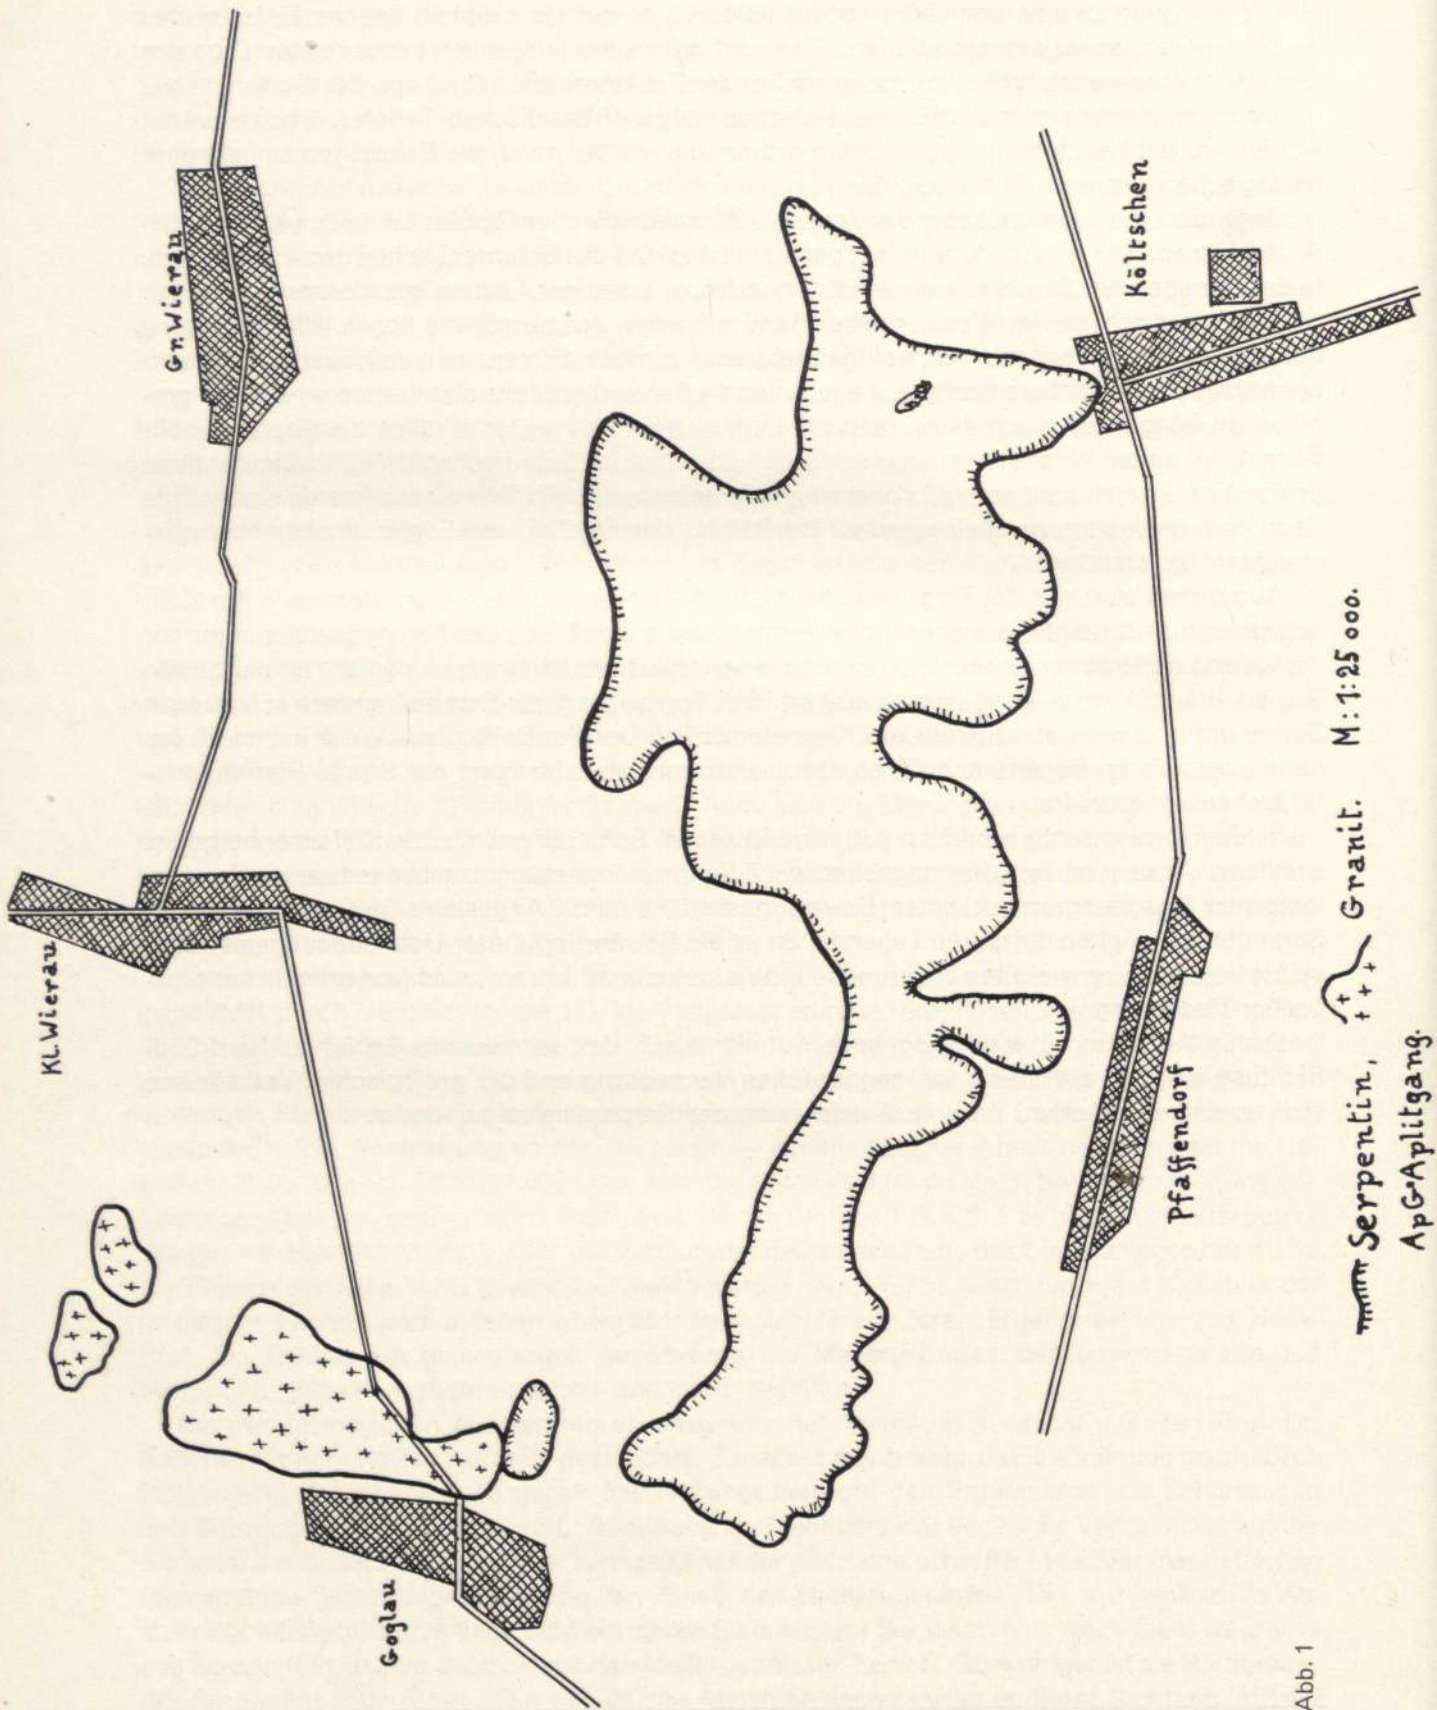 Kl. Wierau
Gr. Wierau
Goglau
Költschen
Pfaffendorf
Serpentin, Granit. M: 1:25 000.
ApG=Aplitgang.
Abb. 1